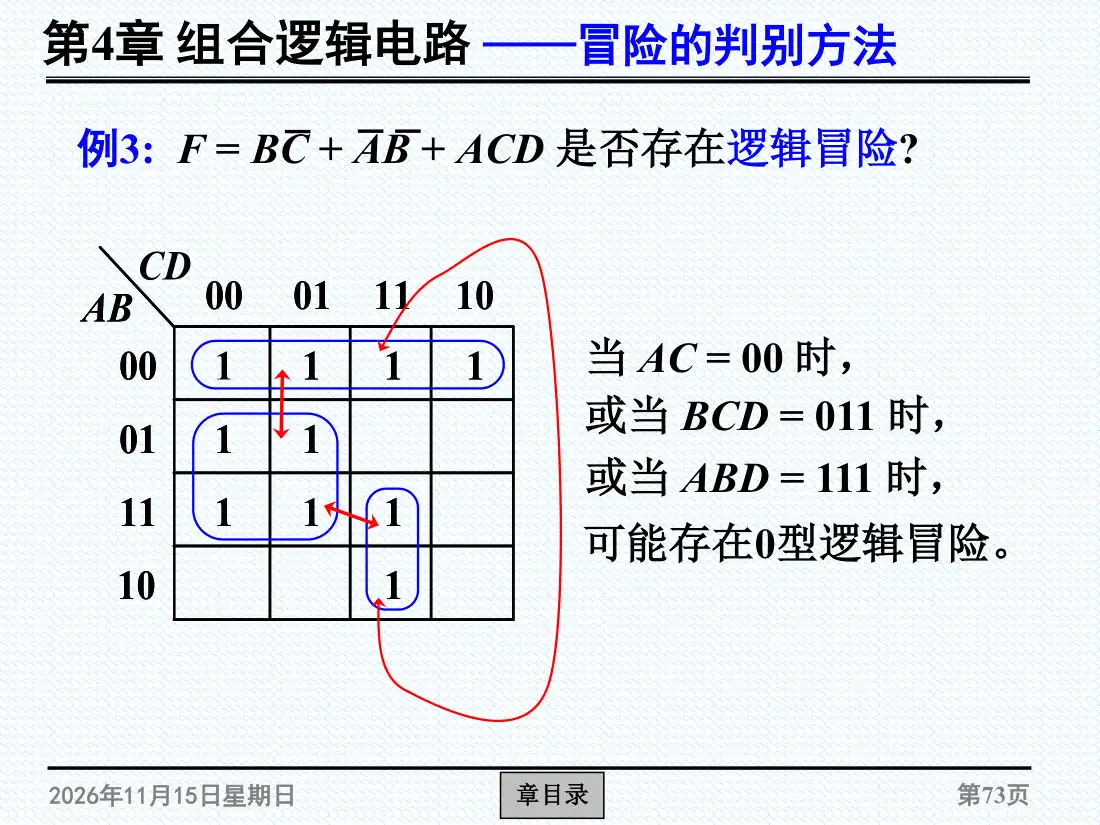 第4章 组合逻辑电路 ——冒险的判别方法
例3: F = BC̅ + A̅B̅ + ACD 是否存在逻辑冒险?
CD
AB
00 01 11 10
00 1 1 1 1
01 1 1
11 1 1 1
10 1
当 AC = 00 时，
或当 BCD = 011 时，
或当 ABD = 111 时，
可能存在0型逻辑冒险。
2026年11月15日星期日
章目录
第73页